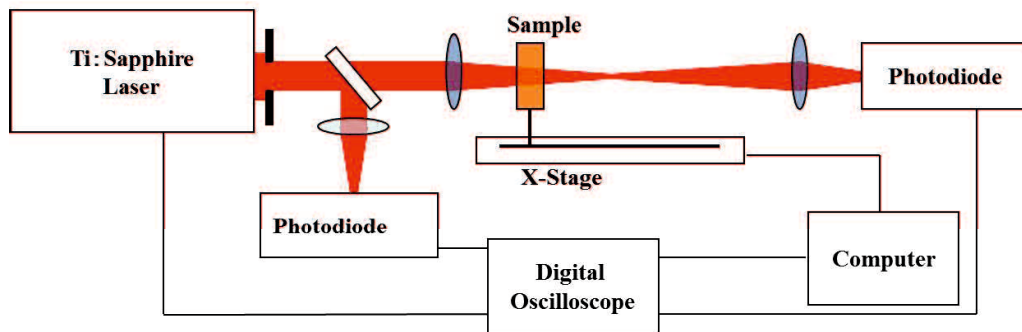 Sample
Ti:Sapphire
Laser
Photodiode
X-Stage
Photodiode
Computer
Digital
Oscilloscope